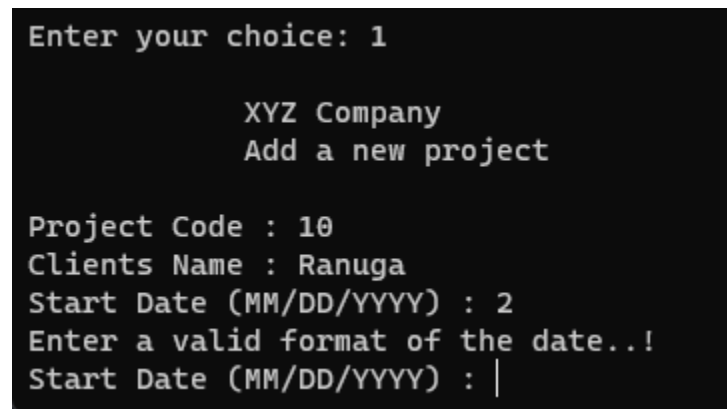 Enter your choice: 1
XYZ Company
Add a new project
Project Code : 10
Clients Name : Ranuga
Start Date (MM/DD/YYYY) : 2
Enter a valid format of the date..!
Start Date (MM/DD/YYYY) :